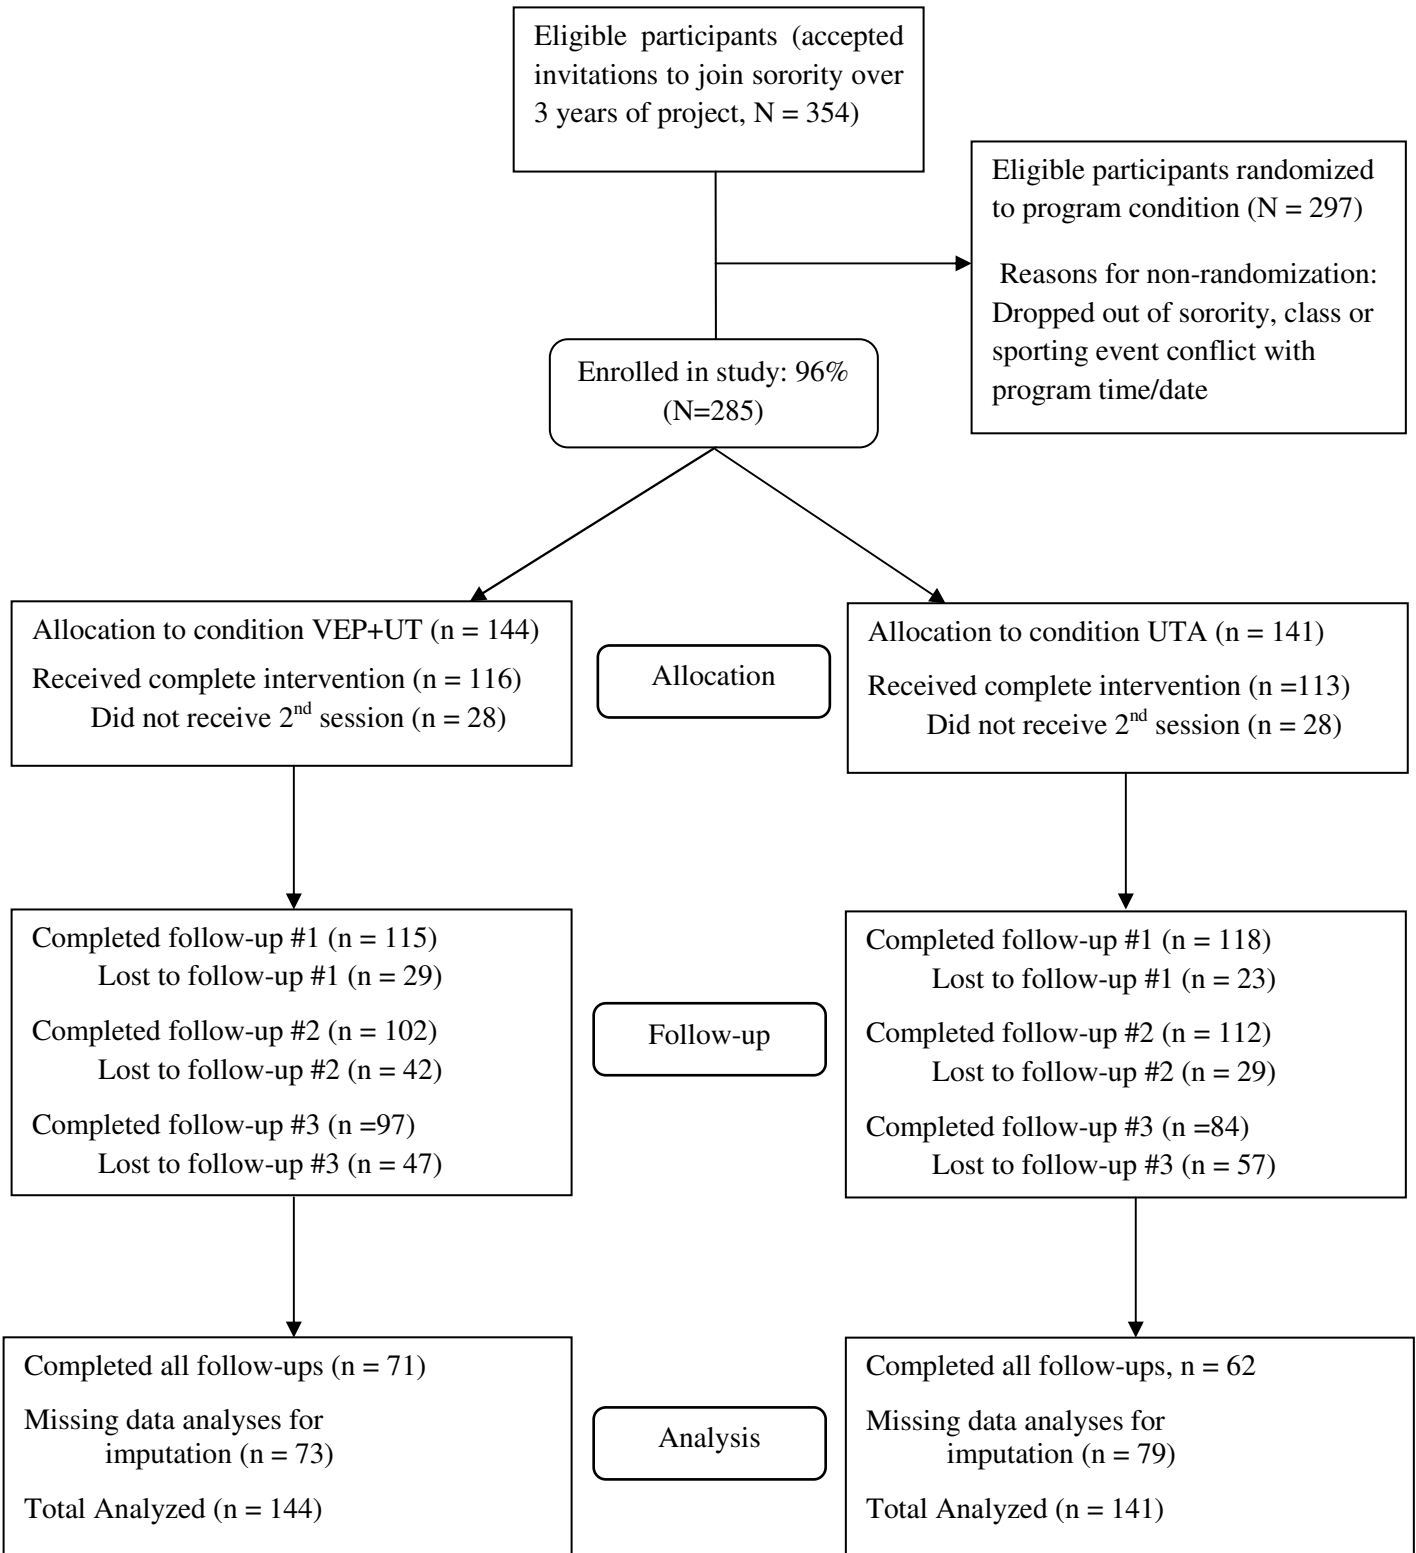 Eligible participants (accepted
invitations to join sorority over
3 years of project, N = 354)
Eligible participants randomized
to program condition (N = 297)
Reasons for non-randomization:
Dropped out of sorority, class or
sporting event conflict with
program time/date
Enrolled in study: 96%
(N=285)
Allocation to condition VEP+UT (n = 144)
Received complete intervention (n = 116)
Did not receive 2nd session (n = 28)
Allocation
Allocation to condition UTA (n = 141)
Received complete intervention (n =113)
Did not receive 2nd session (n = 28)
Completed follow-up #1 (n = 115)
Lost to follow-up #1 (n = 29)
Completed follow-up #2 (n = 102)
Lost to follow-up #2 (n = 42)
Completed follow-up #3 (n =97)
Lost to follow-up #3 (n = 47)
Follow-up
Completed follow-up #1 (n = 118)
Lost to follow-up #1 (n = 23)
Completed follow-up #2 (n = 112)
Lost to follow-up #2 (n = 29)
Completed follow-up #3 (n =84)
Lost to follow-up #3 (n = 57)
Completed all follow-ups (n = 71)
Missing data analyses for
imputation (n = 73)
Total Analyzed (n = 144)
Analysis
Completed all follow-ups, n = 62
Missing data analyses for
imputation (n = 79)
Total Analyzed (n = 141)